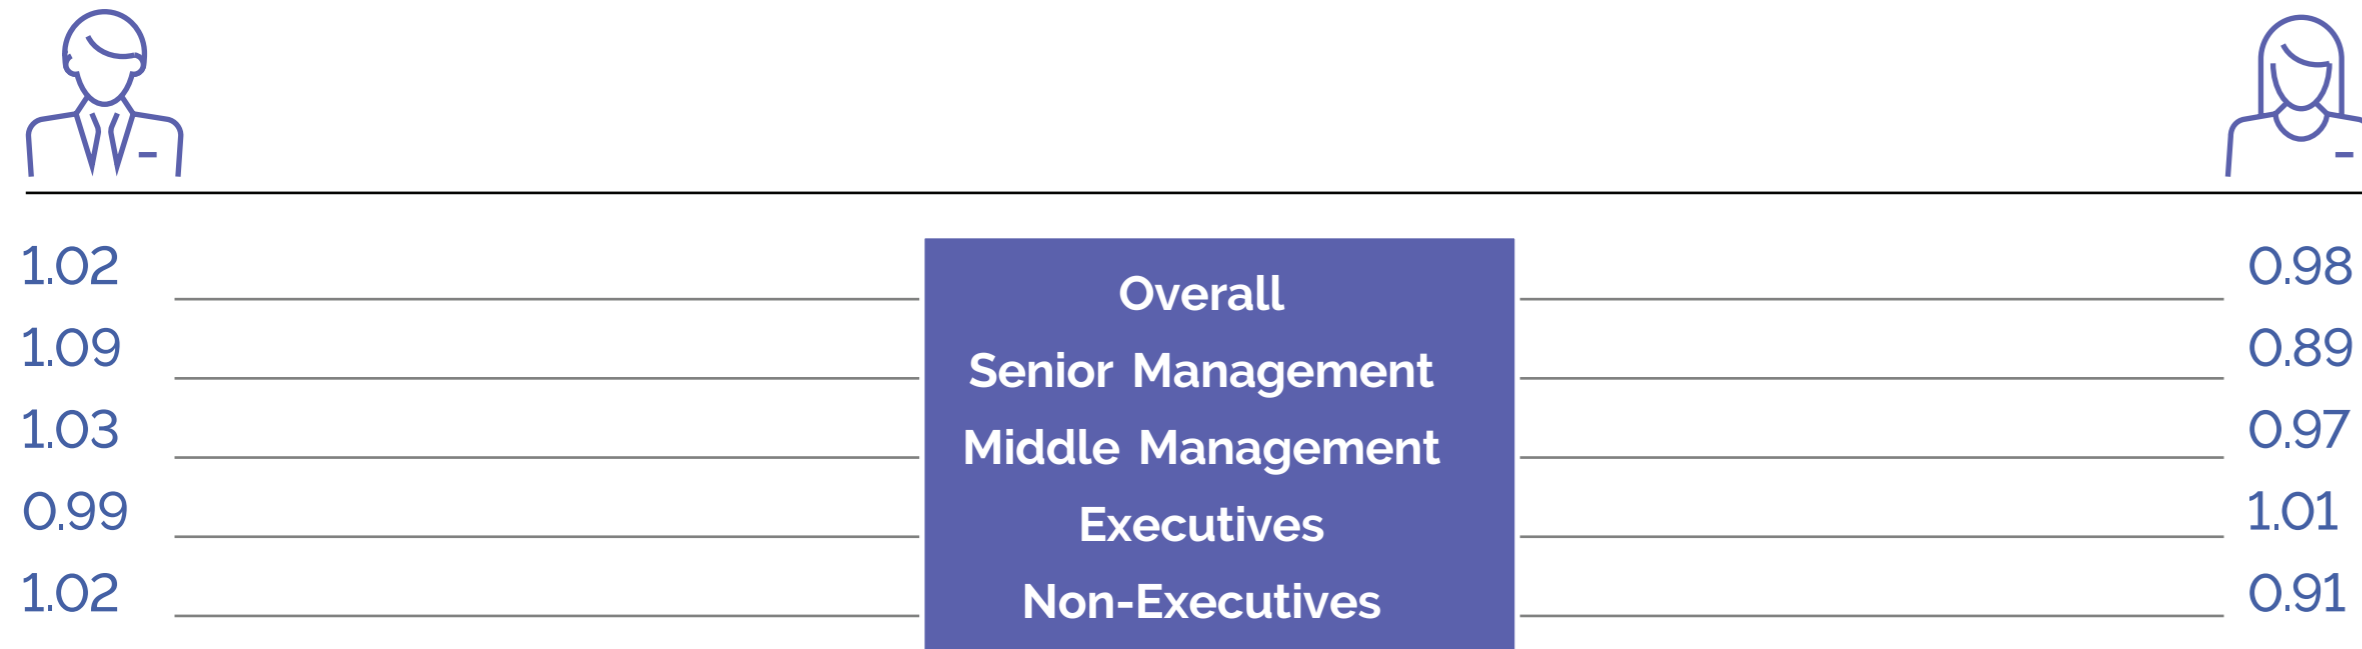 1.02 Overall 0.98
1.09 Senior Management 0.89
1.03 Middle Management 0.97
0.99 Executives 1.01
1.02 Non-Executives 0.91